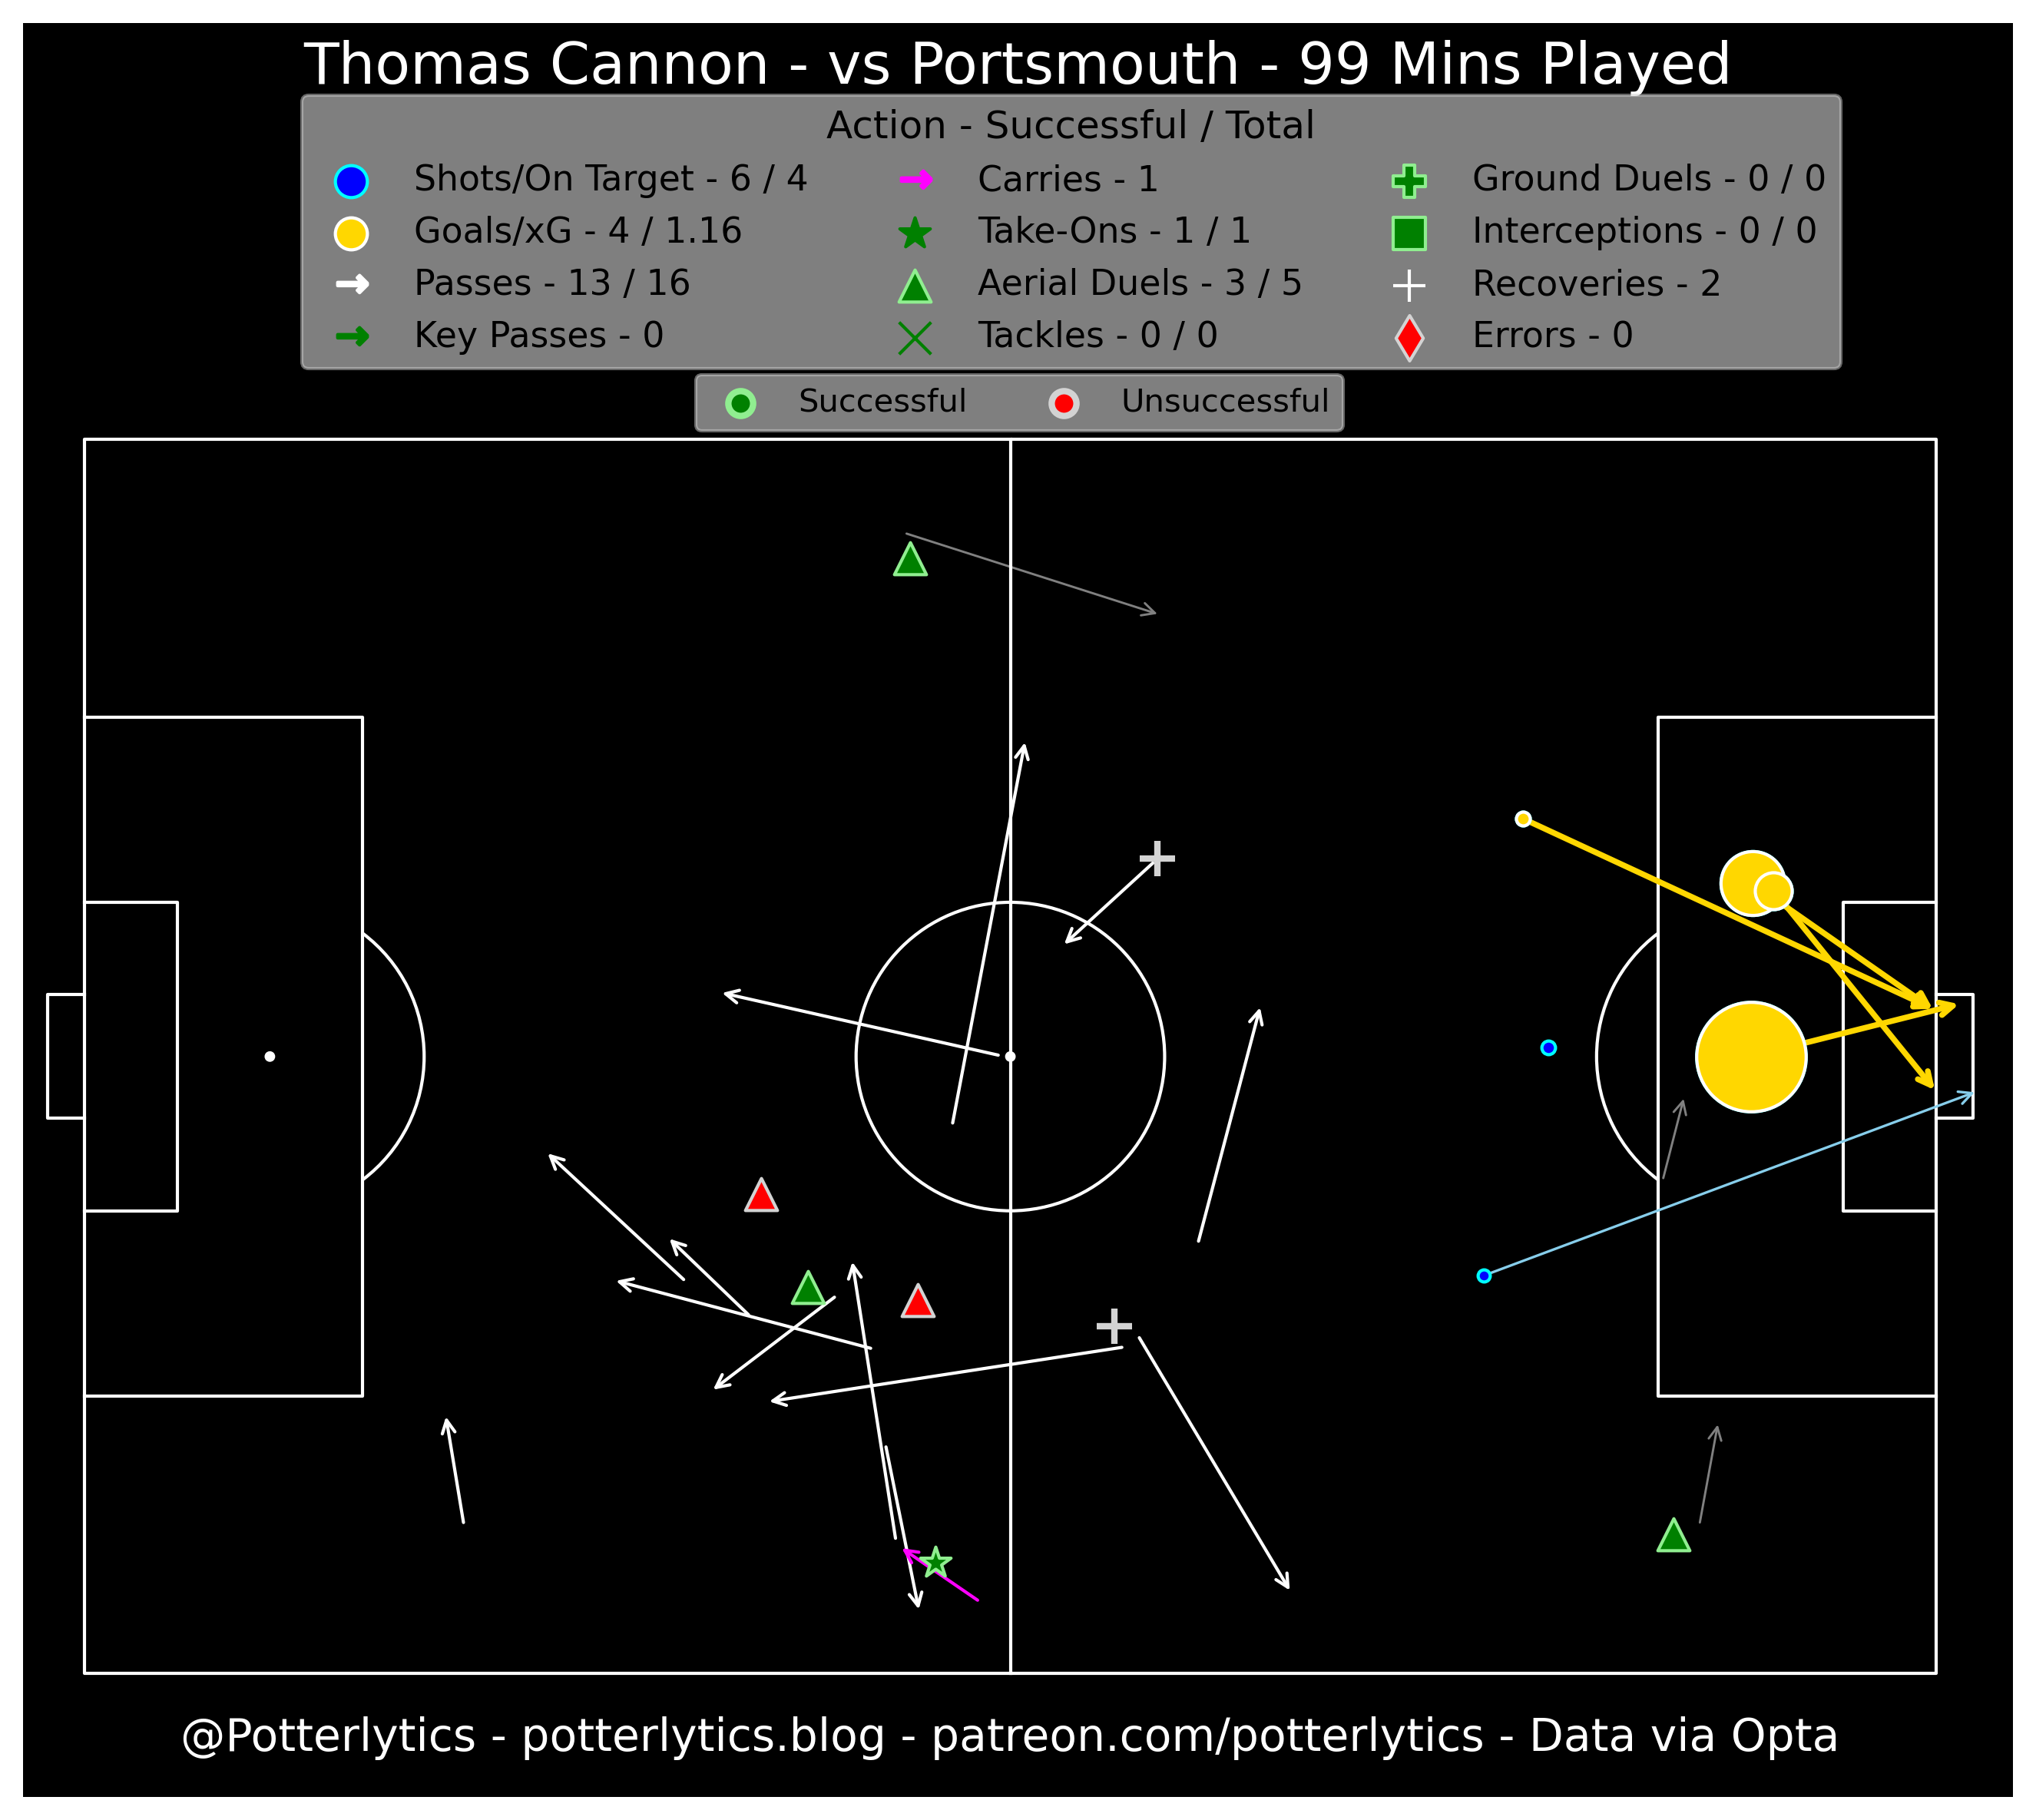 Thomas Cannon - vs Portsmouth - 99 Mins Played
Action - Successful / Total
Shots/On Target - 6 / 4
Goals/xG - 4 / 1.16
Passes - 13 / 16
Key Passes - 0
Carries - 1
Take-Ons - 1 / 1
Aerial Duels - 3 / 5
Tackles - 0 / 0
Ground Duels - 0 / 0
Interceptions - 0 / 0
Recoveries - 2
Errors - 0
Successful
Unsuccessful
@Potterlytics - potterlytics.blog - patreon.com/potterlytics - Data via Opta